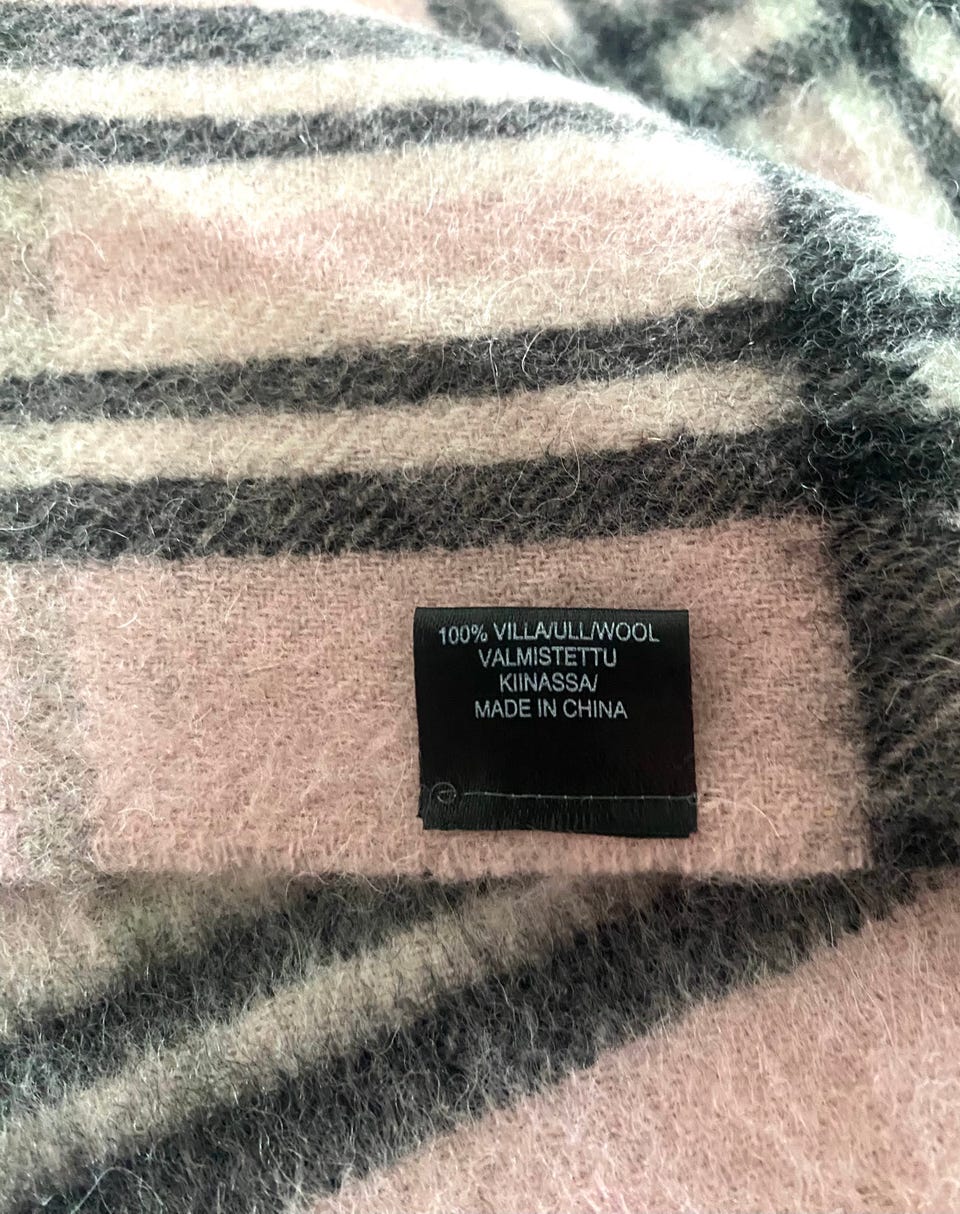 100% VILLA/ULL/WOOL
VALMISTETTU
KIINASSA/
MADE IN CHINA